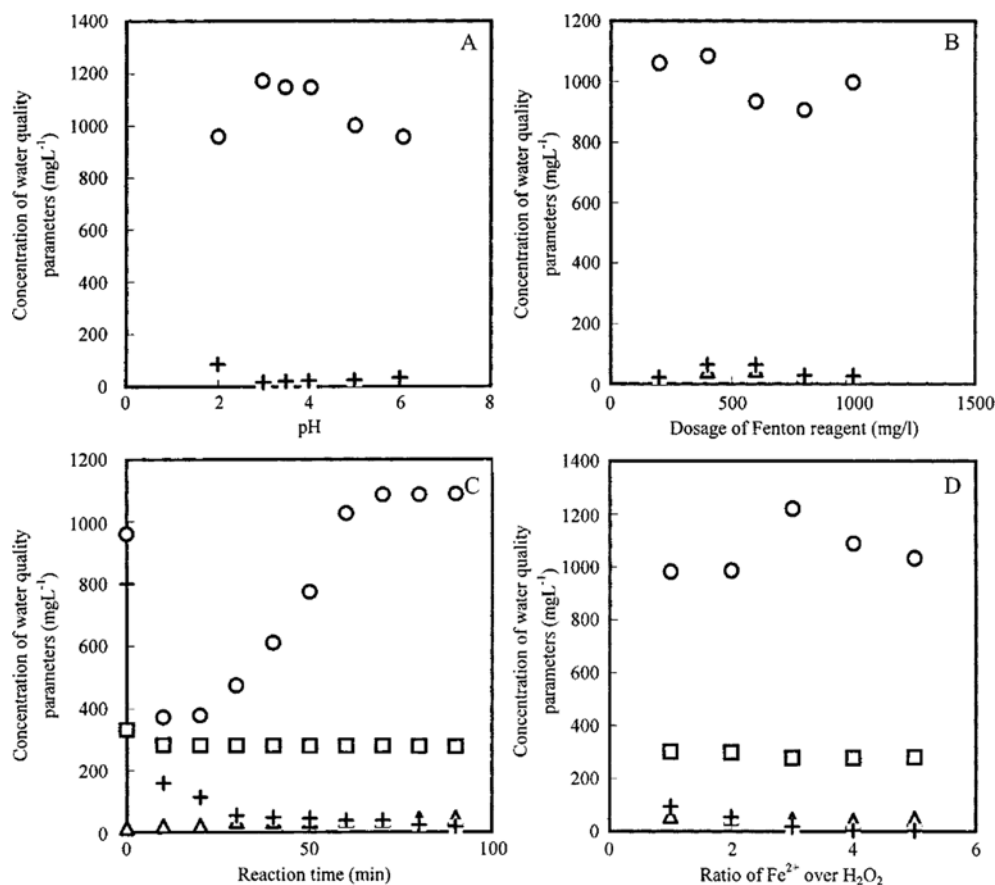 1400
1200
1000
800
600
400
200
0
Concentration of water quality
parameters (mgL⁻¹)
A
0
2
4
6
8
pH
1200
1000
800
600
400
200
0
Concentration of water quality
parameters (mgL⁻¹)
B
0
500
1000
1500
Dosage of Fenton reagent (mg/l)
1200
1000
800
600
400
200
0
Concentration of water quality
parameters (mgL⁻¹)
C
0
50
100
Reaction time (min)
1400
1200
1000
800
600
400
200
0
Concentration of water quality
parameters (mgL⁻¹)
D
0
2
4
6
Ratio of Fe²⁺ over H₂O₂